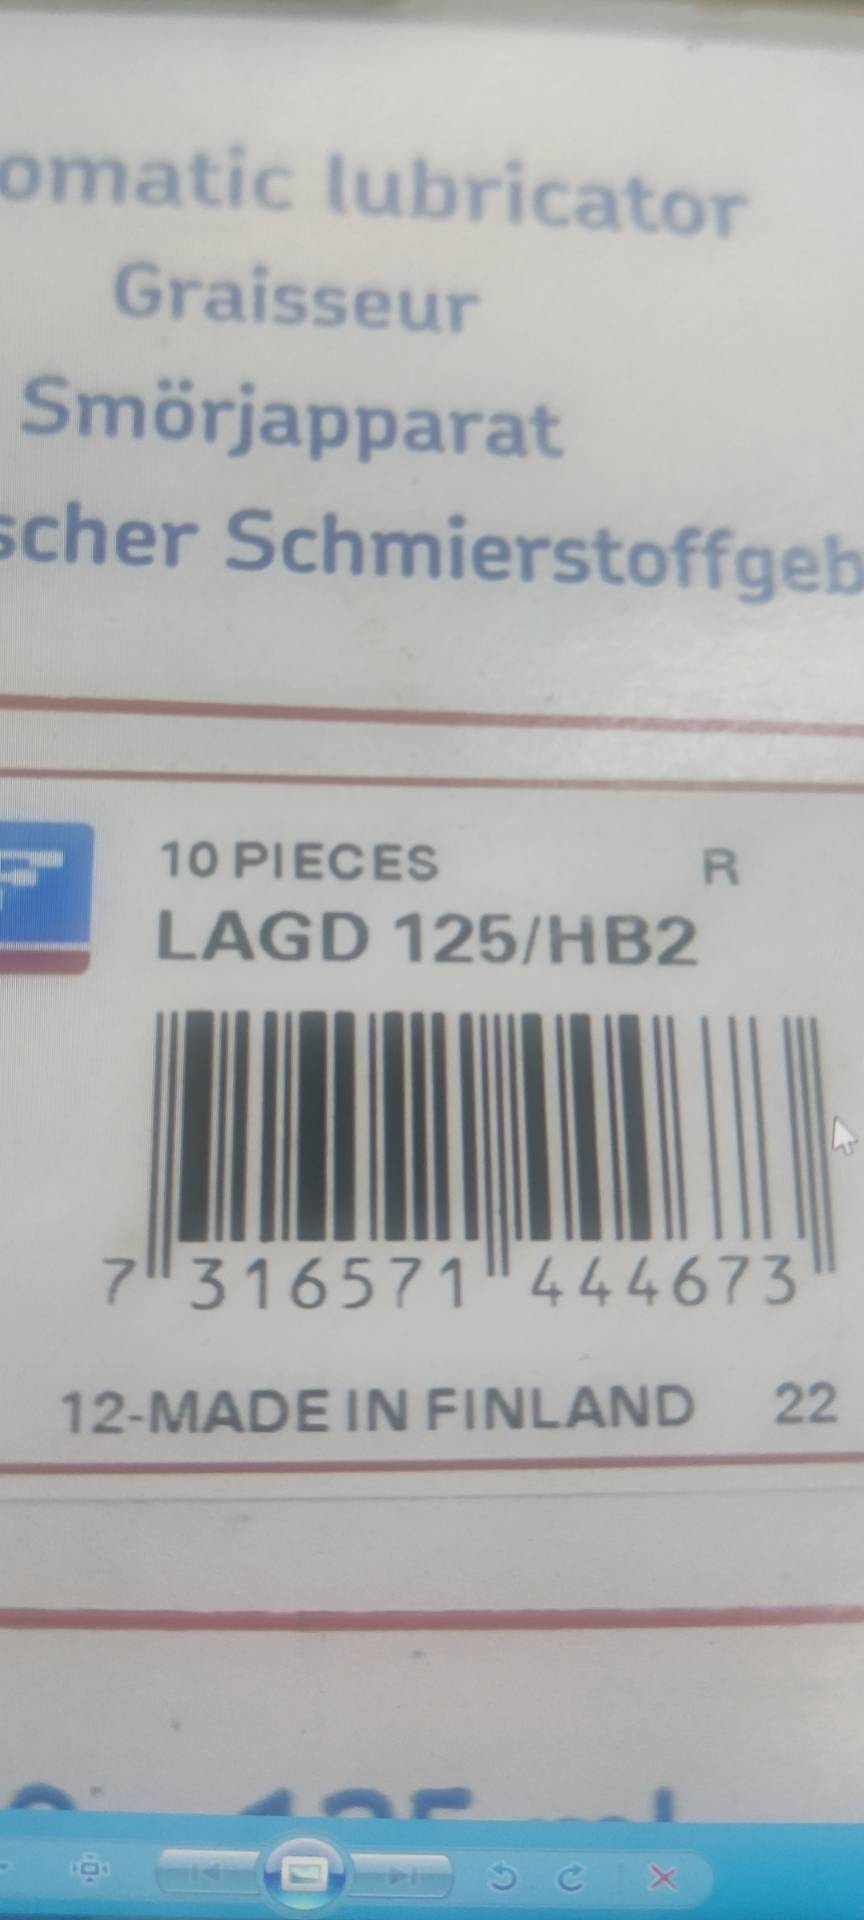 omatic lubricator
Graisseur
Smörjapparat
scher Schmierstoffgeb
10 PIECES R
LAGD 125/HB2
7 316571 444673
12-MADE IN FINLAND 22